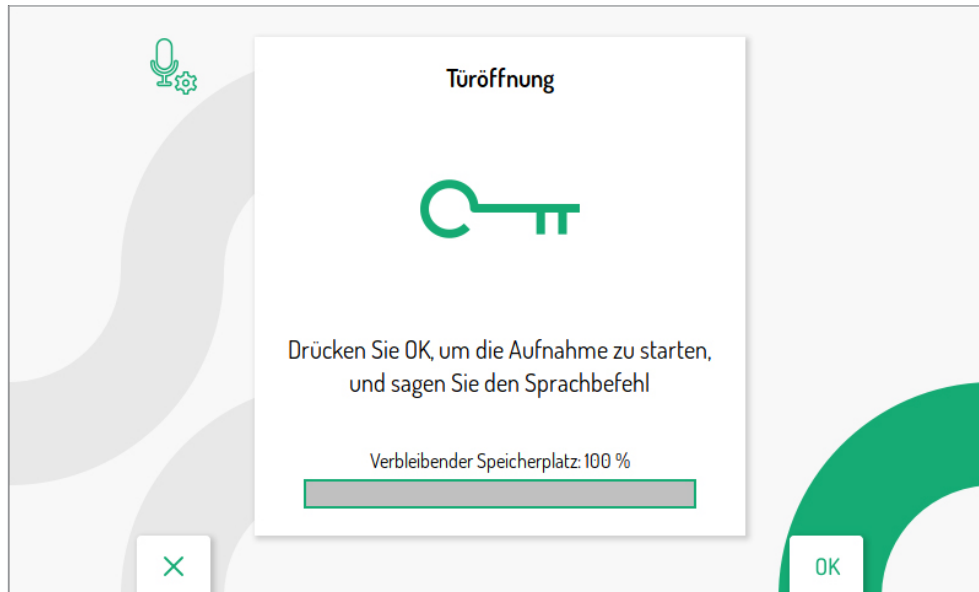 Türöffnung
Drücken Sie OK, um die Aufnahme zu starten,
und sagen Sie den Sprachbefehl
Verbleibender Speicherplatz: 100 %
OK